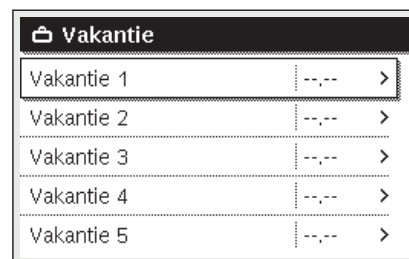 Vakantie
Vakantie 1 --,-- >
Vakantie 2 --,-- >
Vakantie 3 --,-- >
Vakantie 4 --,-- >
Vakantie 5 --,-- >